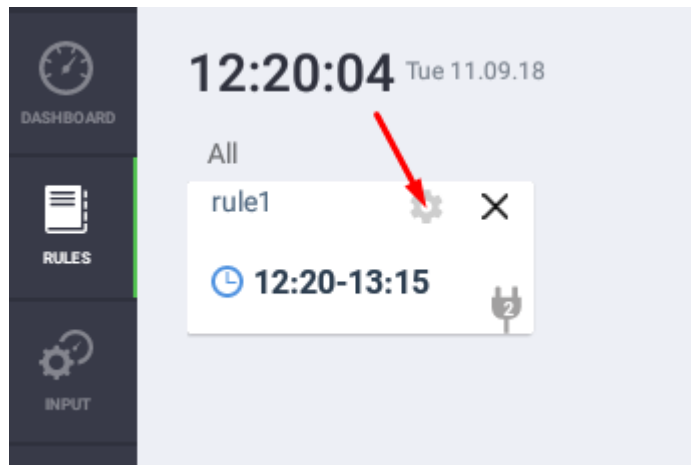 DASHBOARD
RULES
INPUT
12:20:04 Tue 11.09.18
All
rule1
12:20-13:15
2